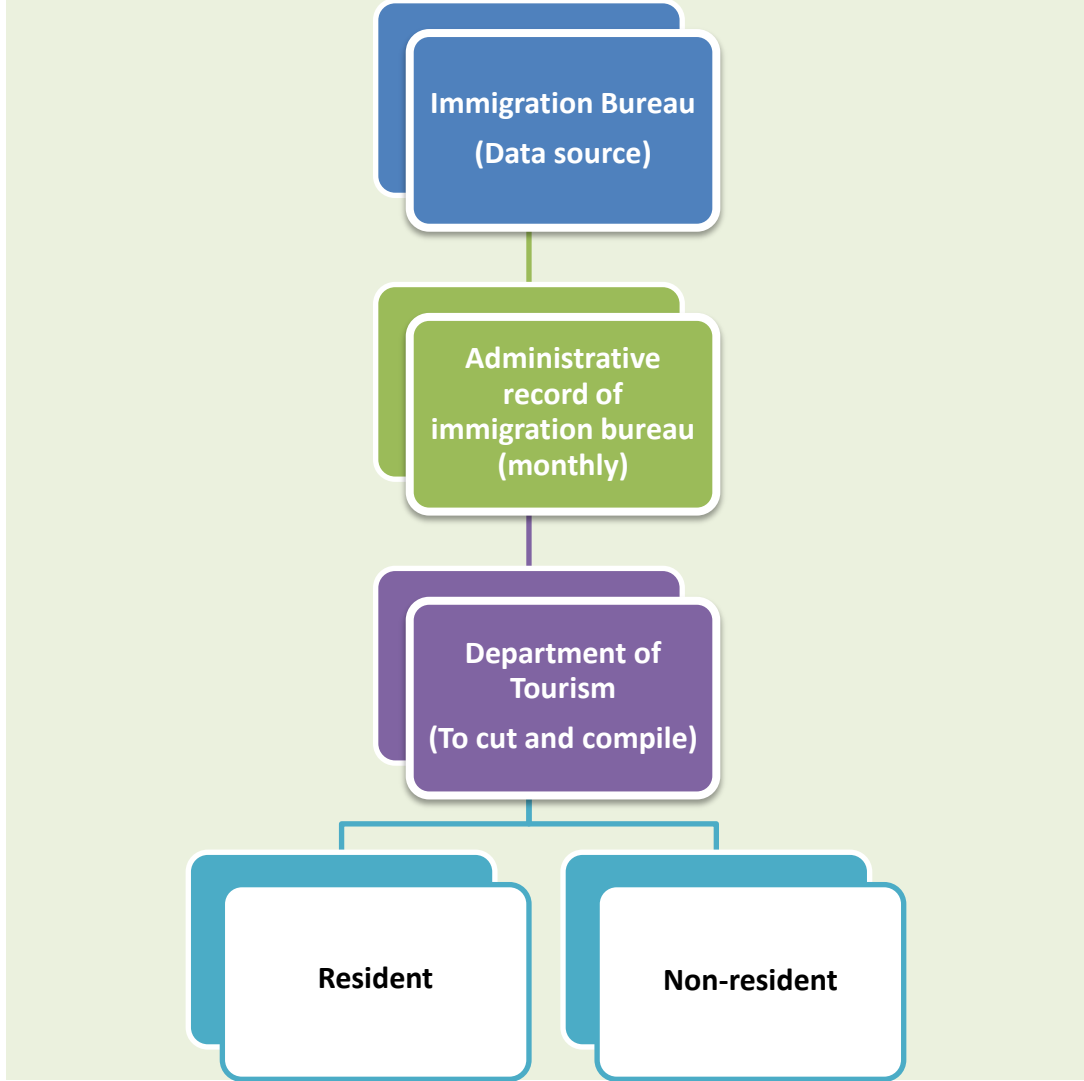 Immigration Bureau
(Data source)
Administrative
record of
immigration bureau
(monthly)
Department of
Tourism
(To cut and compile)
Resident
Non-resident